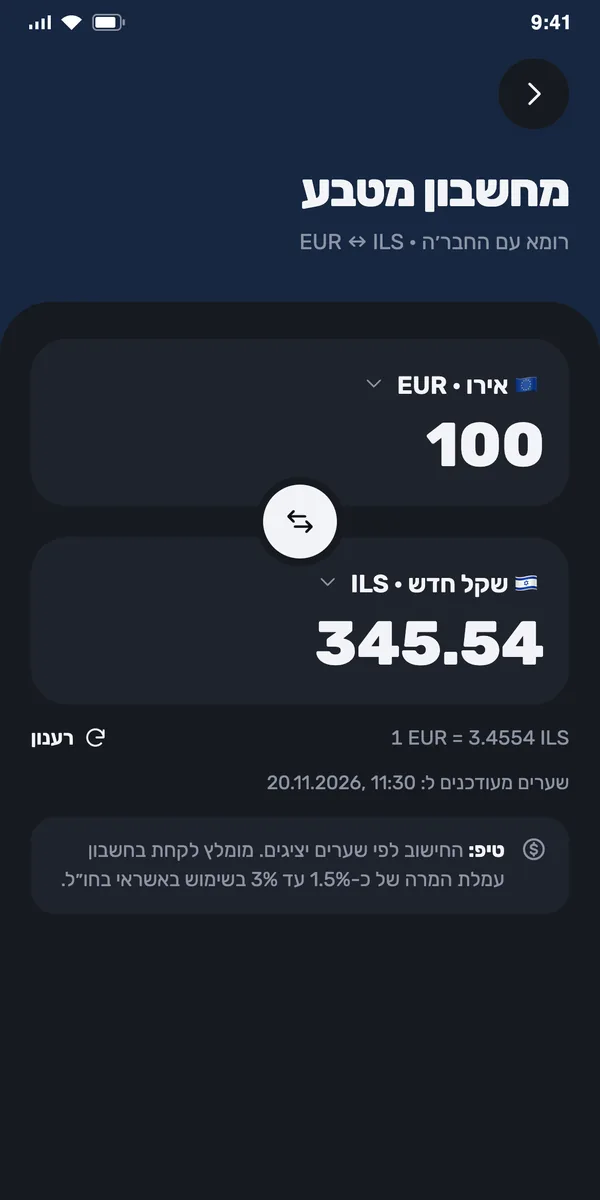 9:41
מחשבון מטבע
רומא עם החבר׳ה • EUR ↔ ILS
אירו • EUR
100
שקל חדש • ILS
345.54
1 EUR = 3.4554 ILS
רענון
שערים מעודכנים ל: 20.11.2026, 11:30
טיפ: החישוב לפי שערים יציגים. מומלץ לקחת בחשבון
עמלת המרה של כ-1.5% עד 3% בשימוש באשראי בחו״ל.